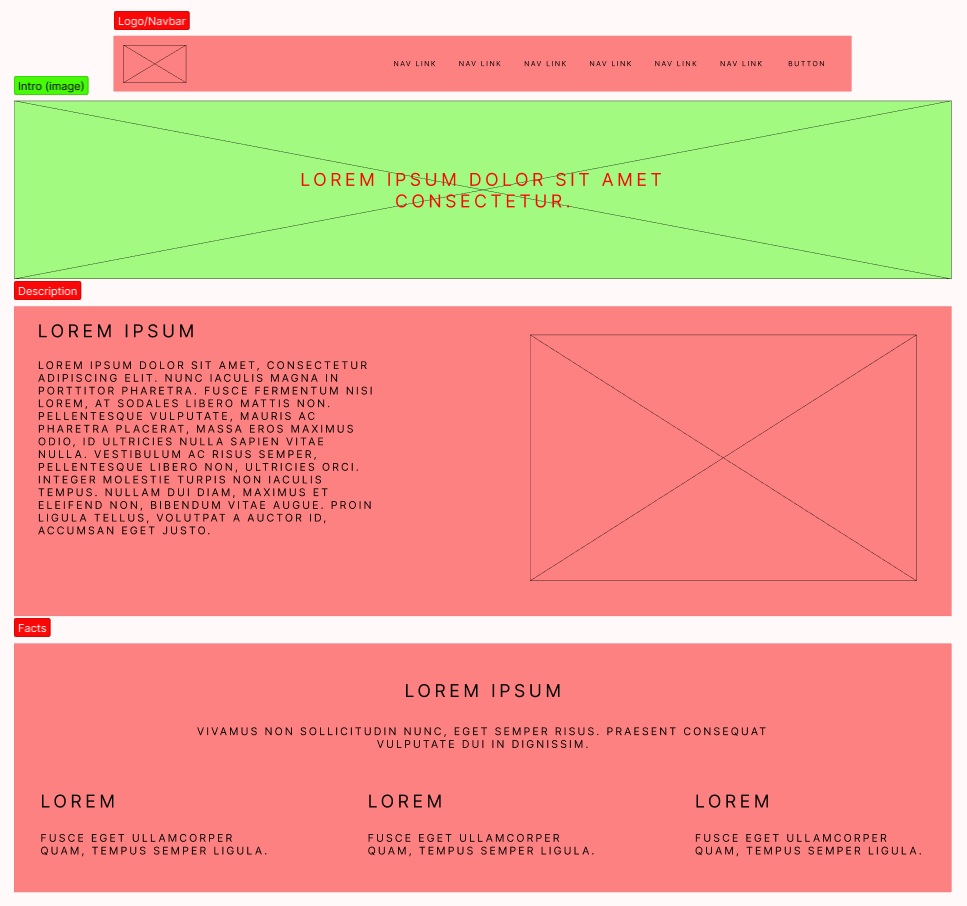 Logo/Navbar
NAV LINK NAV LINK NAV LINK NAV LINK NAV LINK NAV LINK BUTTON
Intro (image)
LOREM IPSUM DOLOR SIT AMET
CONSECTETUR.
Description
LOREM IPSUM
LOREM IPSUM DOLOR SIT AMET, CONSECTETUR
ADIPISCING ELIT. NUNC IACULIS MAGNA IN
PORTTITOR PHARETRA. FUSCE FERMENTUM NISI
LOREM, AT SODALES LIBERO MATTIS NON.
PELLENTESQUE VULPUTATE, MAURIS AC
PHARETRA PLACERAT, MASSA EROS MAXIMUS
ODIO, ID ULTRICIES NULLA SAPIEN VITAE
NULLA. VESTIBULUM AC RISUS SEMPER,
PELLENTESQUE LIBERO NON, ULTRICIES ORCI.
INTEGER MOLESTIE TURPIS NON IACULIS
TEMPUS. NULLAM DUI DIAM, MAXIMUS ET
ELEIFEND NON, BIBENDUM VITAE AUGUE. PROIN
LIGULA TELLUS, VOLUTPAT A AUCTOR ID,
ACCUMSAN EGET JUSTO.
Facts
LOREM IPSUM
VIVAMUS NON SOLLICITUDIN NUNC, EGET SEMPER RISUS. PRAESENT CONSEQUAT
VULPUTATE DUI IN DIGNISSIM.
LOREM
FUSCE EGET ULLAMCORPER
QUAM, TEMPUS SEMPER LIGULA.
LOREM
FUSCE EGET ULLAMCORPER
QUAM, TEMPUS SEMPER LIGULA.
LOREM
FUSCE EGET ULLAMCORPER
QUAM, TEMPUS SEMPER LIGULA.